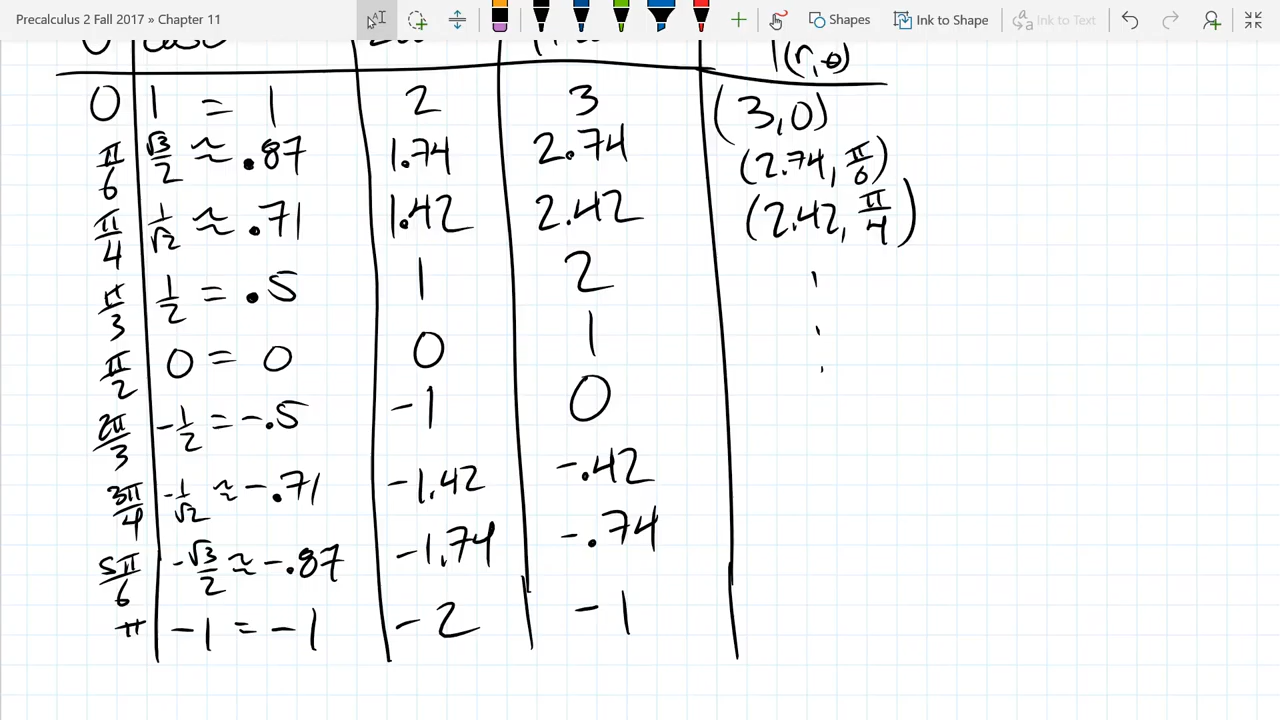 Precalculus 2 Fall 2017 » Chapter 11
Shapes Ink to Shape Ink to Text
P(r,θ)
0 1 = 1 2 3 (3,0)
π/6 √3/2 ≈ .87 1.74 2.74 (2.74, π/6)
π/4 1/√2 ≈ .71 1.42 2.42 (2.42, π/4)
π/3 1/2 = .5 1 2 .
π/2 0 = 0 0 1 .
2π/3 -1/2 = -.5 -1 0
3π/4 -1/√2 ≈ -.71 -1.42 -.42
5π/6 -√3/2 ≈ -.87 -1.74 -.74
π -1 = -1 -2 -1